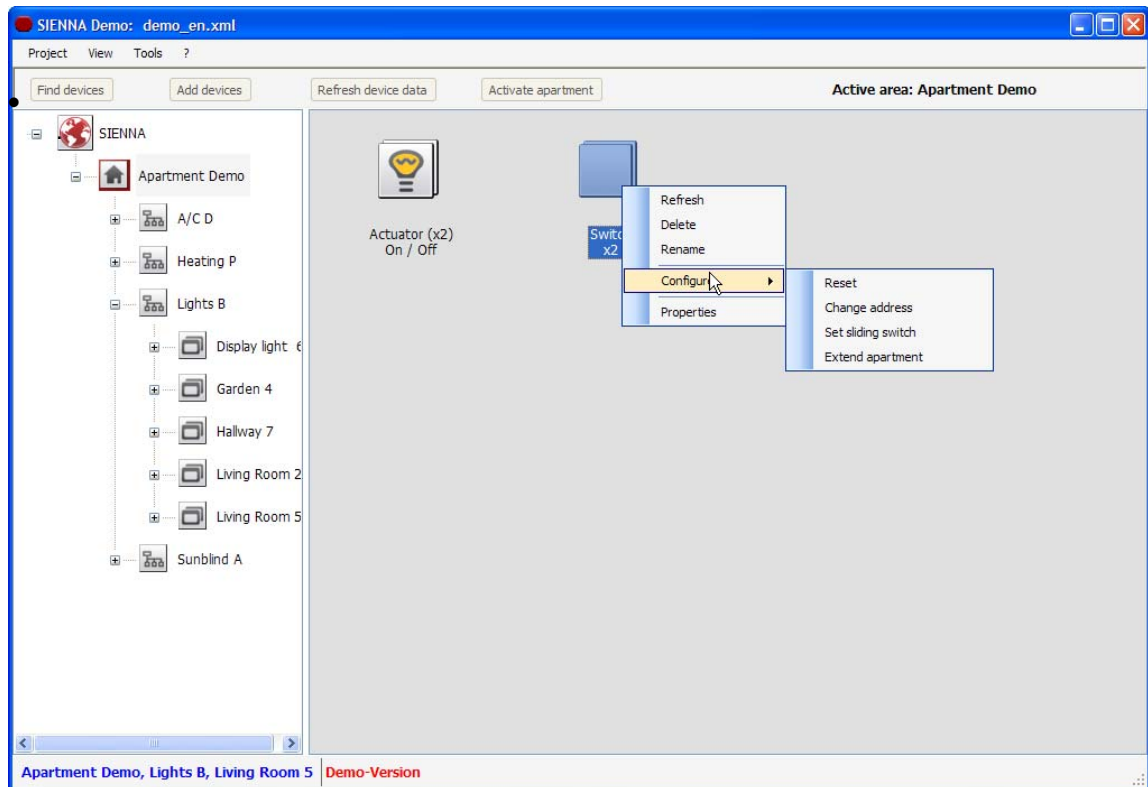 SIENNA Demo: demo_en.xml
Project View Tools ?
Find devices Add devices Refresh device data Activate apartment Active area: Apartment Demo
SIENNA
Apartment Demo
A/C D
Heating P
Lights B
Display light
Garden 4
Hallway 7
Living Room 2
Living Room 5
Sunblind A
Actuator (x2)
On / Off
x2
Refresh
Delete
Rename
Configure
Properties
Reset
Change address
Set sliding switch
Extend apartment
Apartment Demo, Lights B, Living Room 5 Demo-Version